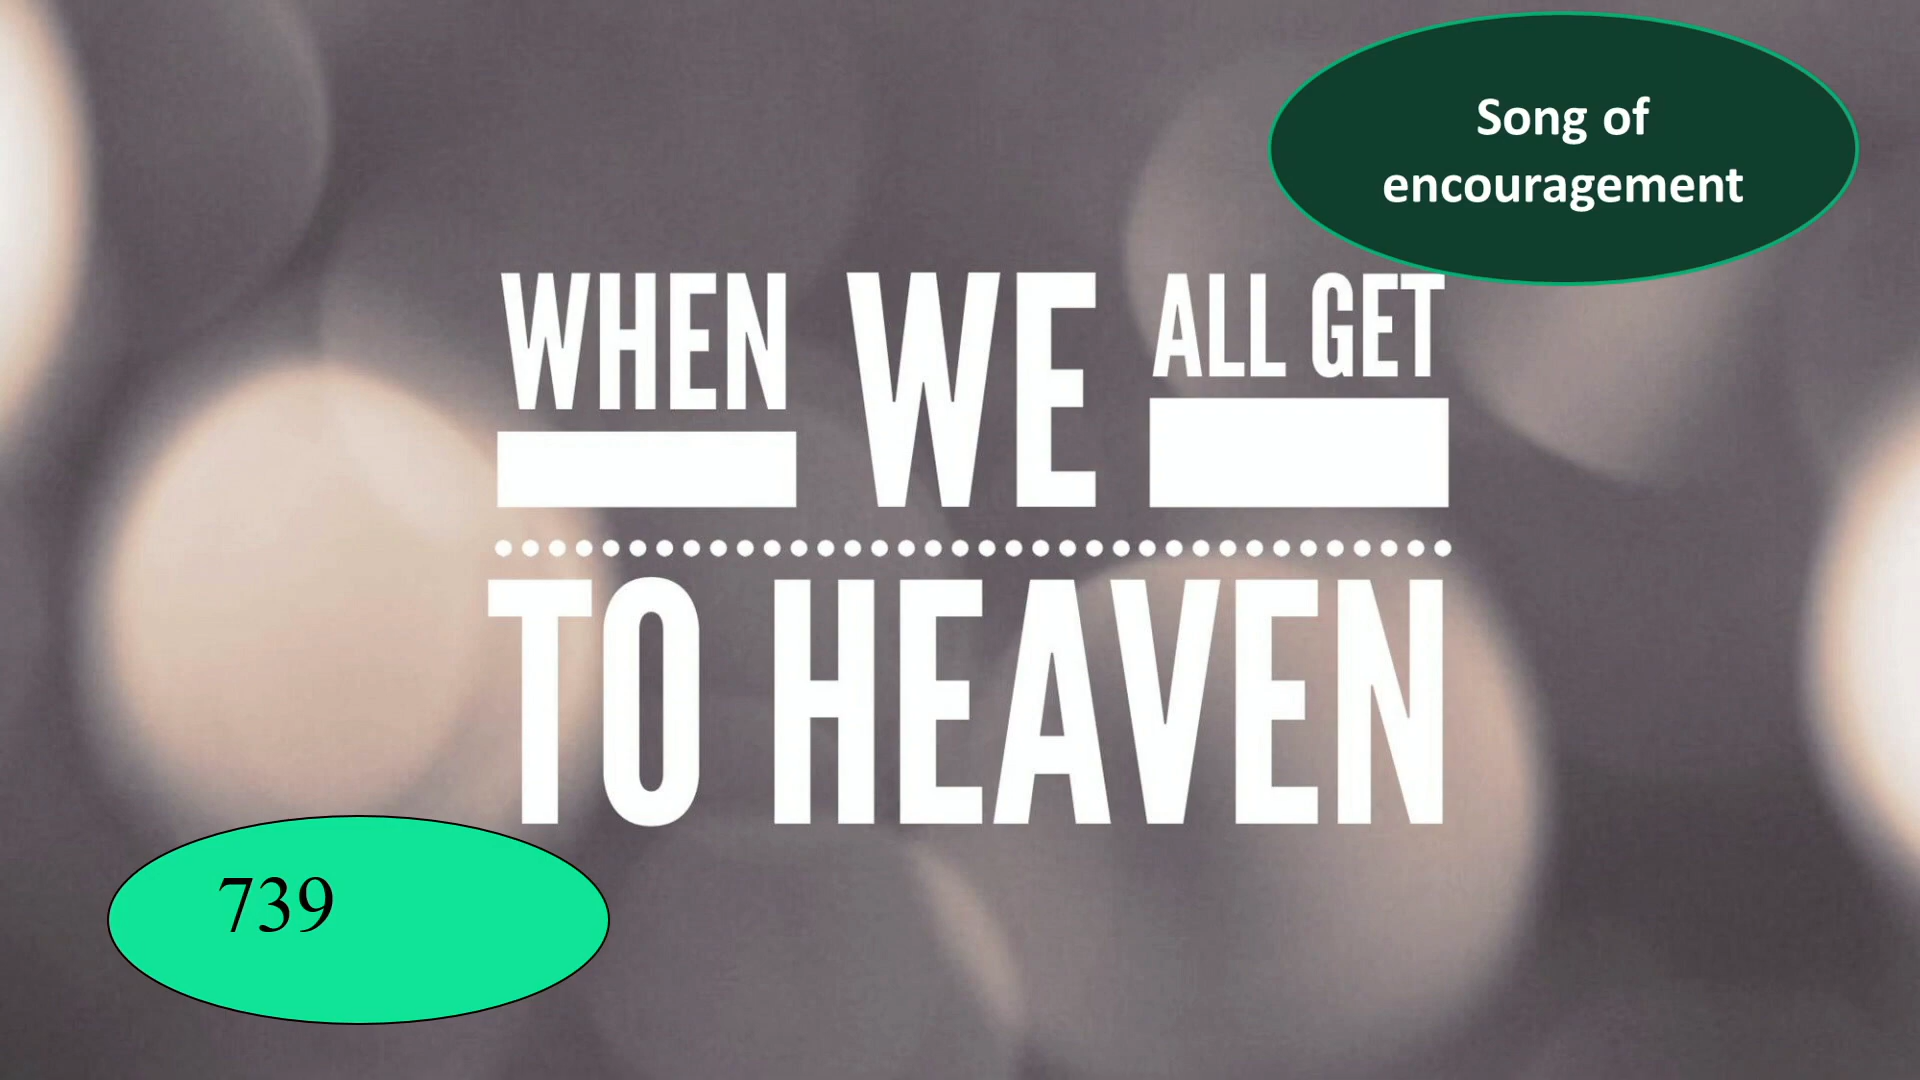 Song of
encouragement
WHEN WE ALL GET
TO HEAVEN
739